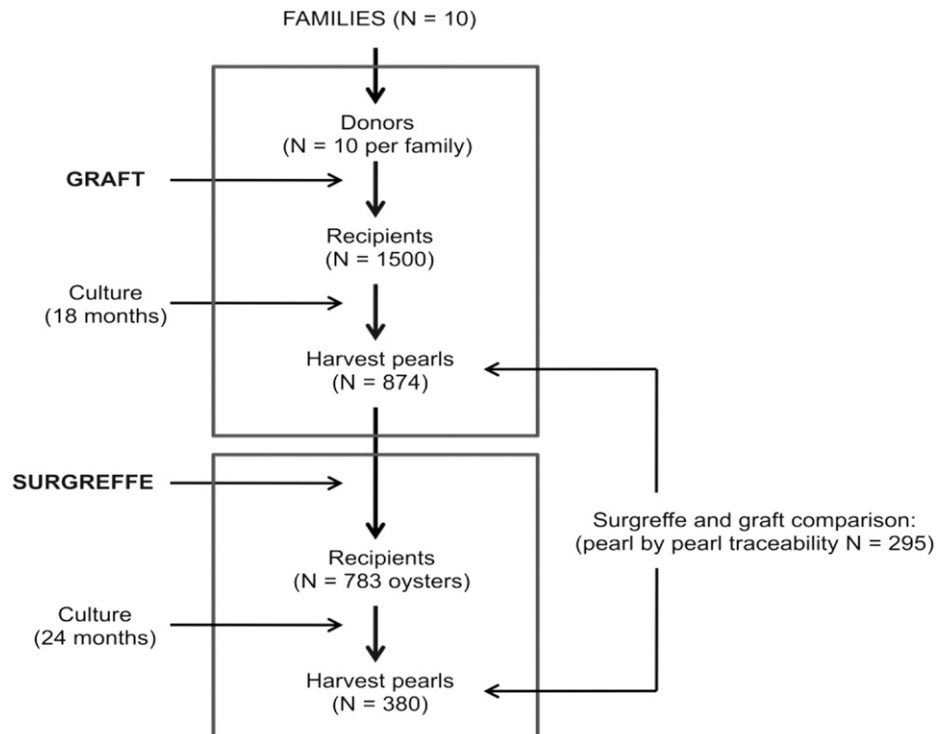 FAMILIES (N = 10)
Donors
(N = 10 per family)
GRAFT
Recipients
(N = 1500)
Culture
(18 months)
Harvest pearls
(N = 874)
SURGREFFE
Surgreffe and graft comparison:
(pearl by pearl traceability N = 295)
Recipients
(N = 783 oysters)
Culture
(24 months)
Harvest pearls
(N = 380)